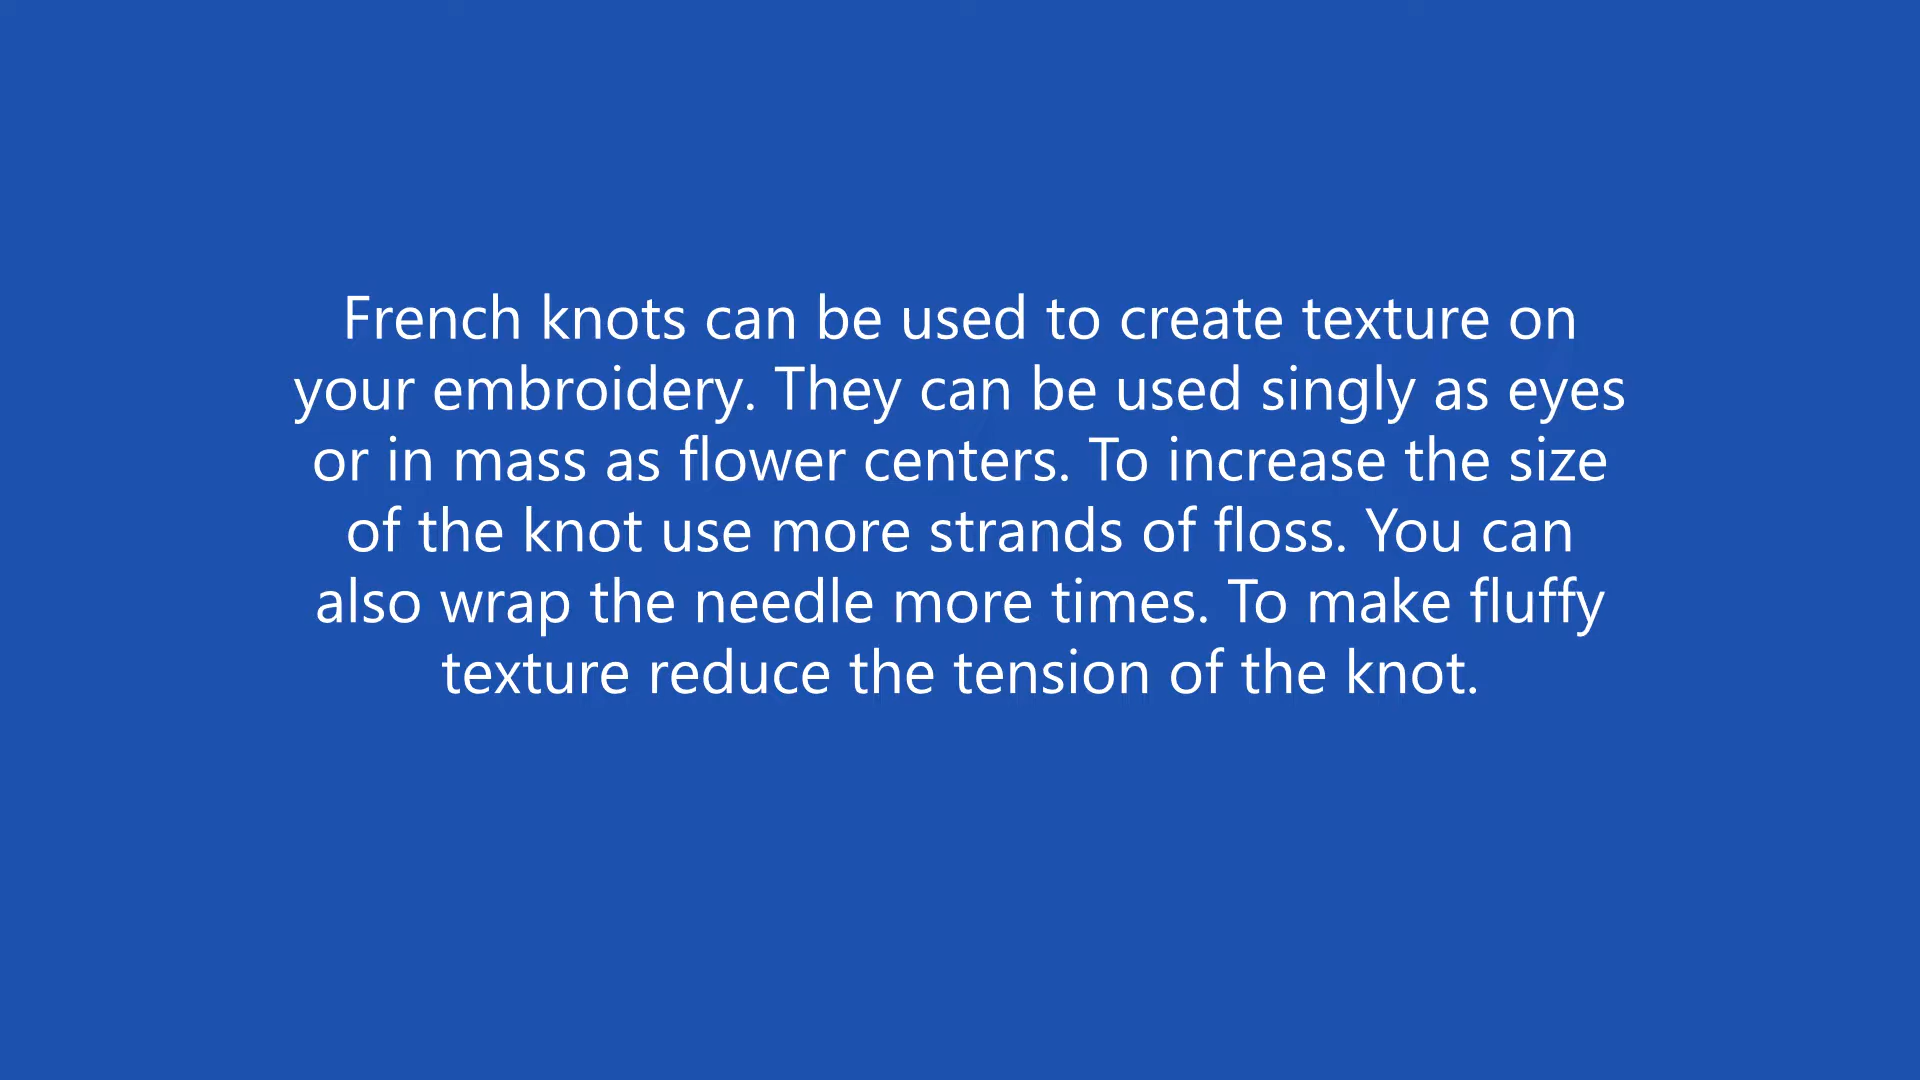 French knots can be used to create texture on
your embroidery. They can be used singly as eyes
or in mass as flower centers. To increase the size
of the knot use more strands of floss. You can
also wrap the needle more times. To make fluffy
texture reduce the tension of the knot.